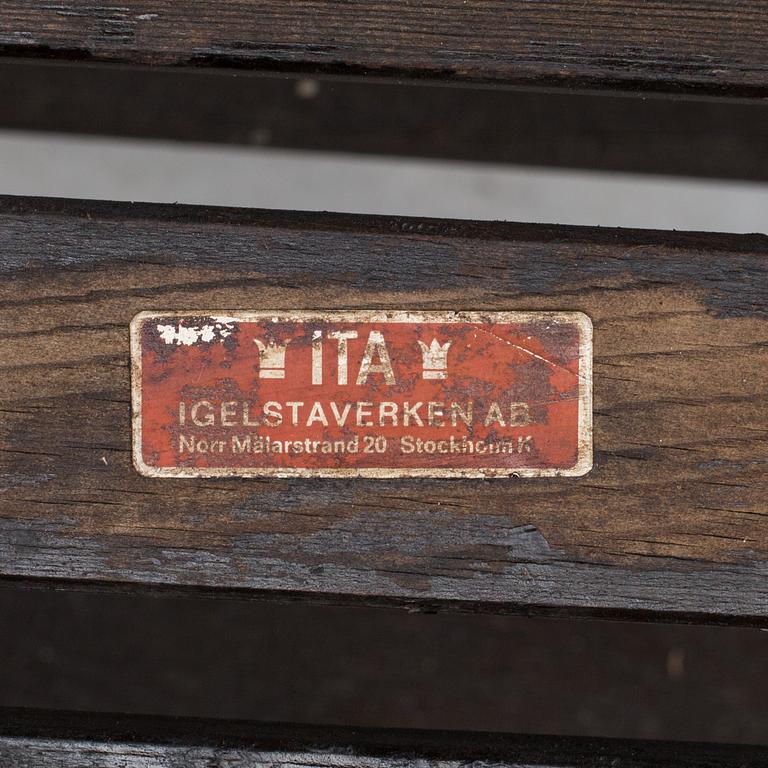 ITA
IGELSTAVERKEN AB
Norr Mälarstrand 20 Stockholm K